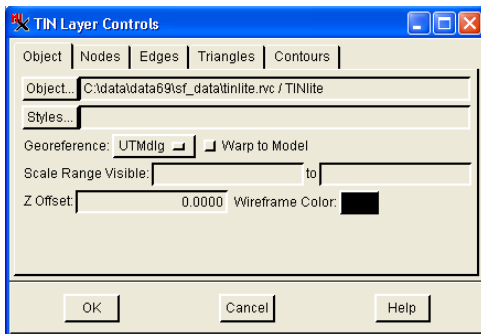 TIN Layer Controls
Object Nodes Edges Triangles Contours
Object... C:\data\data69\sf_data\tinlite.rvc / TINlite
Styles...
Georeference: UTMdlg Warp to Model
Scale Range Visible: to
Z Offset: 0.0000 Wireframe Color:
OK Cancel Help